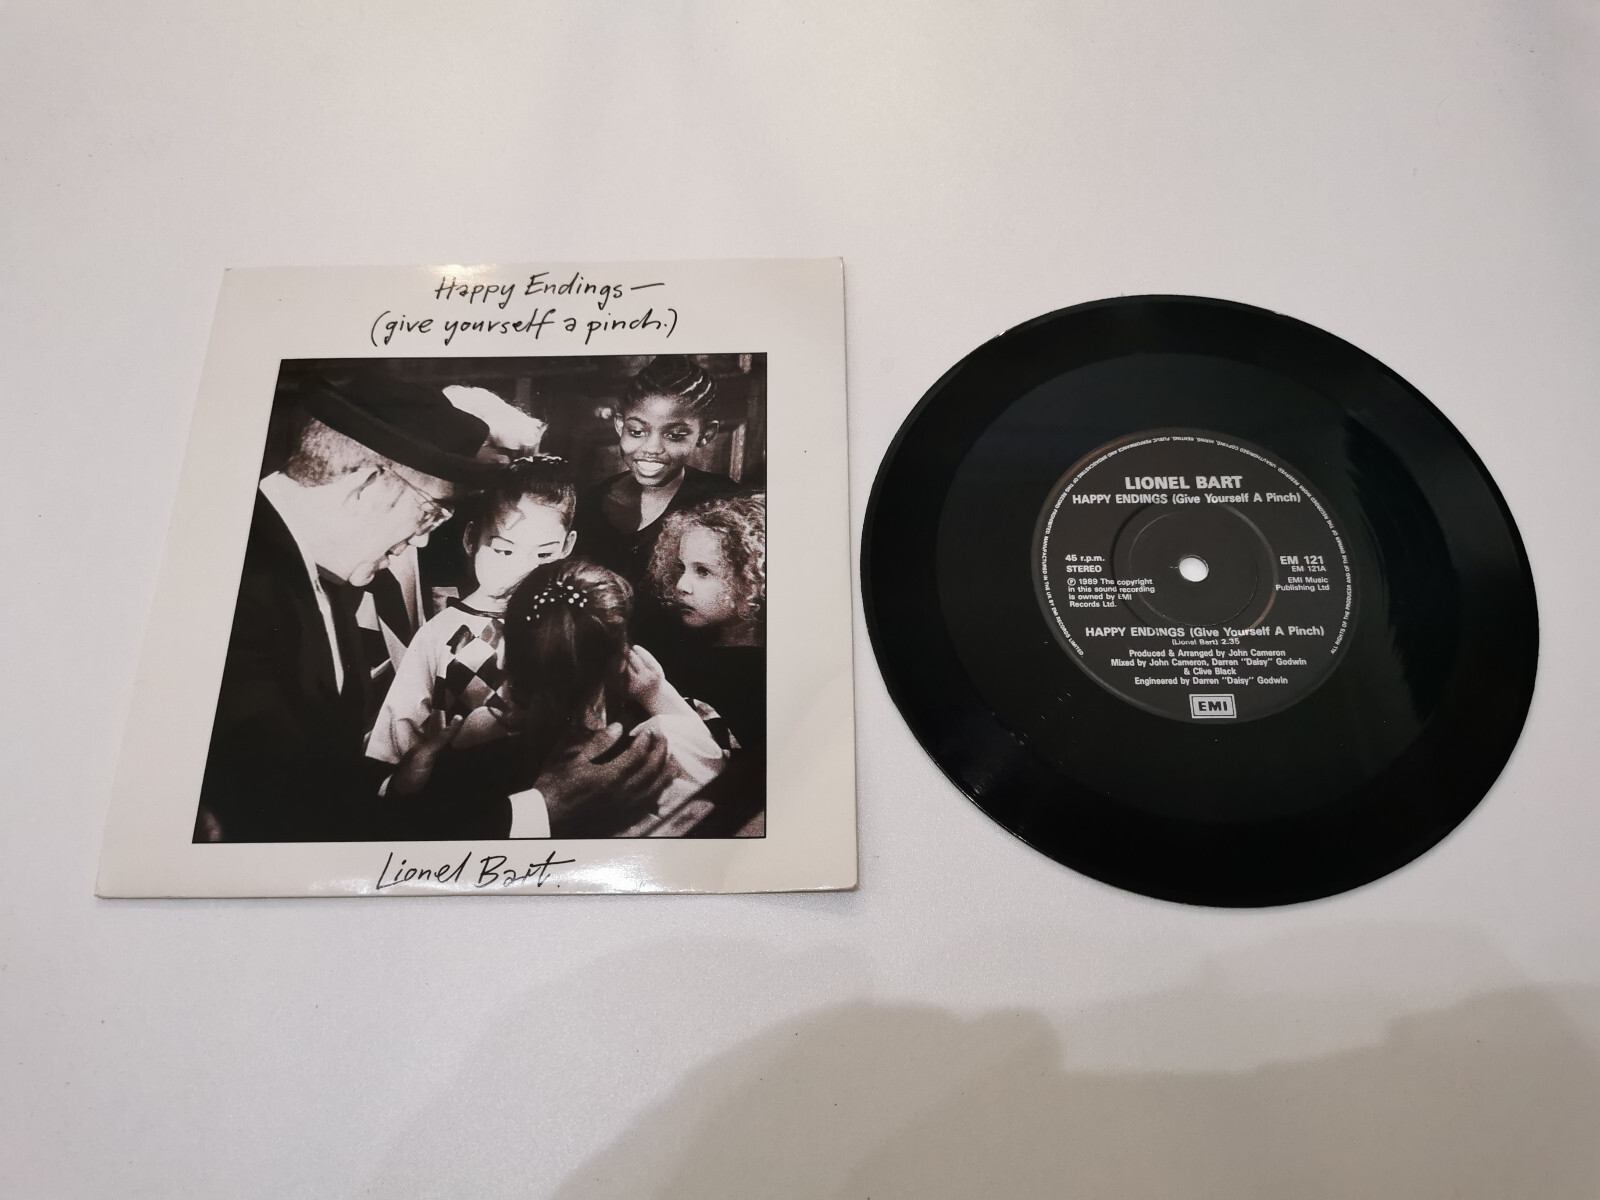 Happy Endings —
(give yourself a pinch.)
Lionel Bart.
LIONEL BART
HAPPY ENDINGS (Give Yourself A Pinch)
45 r.p.m.
STEREO
℗ 1989 The copyright
in this sound recording
is owned by EMI
Records Ltd.
EM 121
EM 121A
EMI Music
Publishing Ltd
HAPPY ENDINGS (Give Yourself A Pinch)
(Lionel Bart) 2.35
Produced & Arranged by John Cameron
Mixed by John Cameron, Darren "Daisy" Godwin
& Clive Black
Engineered by Darren "Daisy" Godwin
EMI